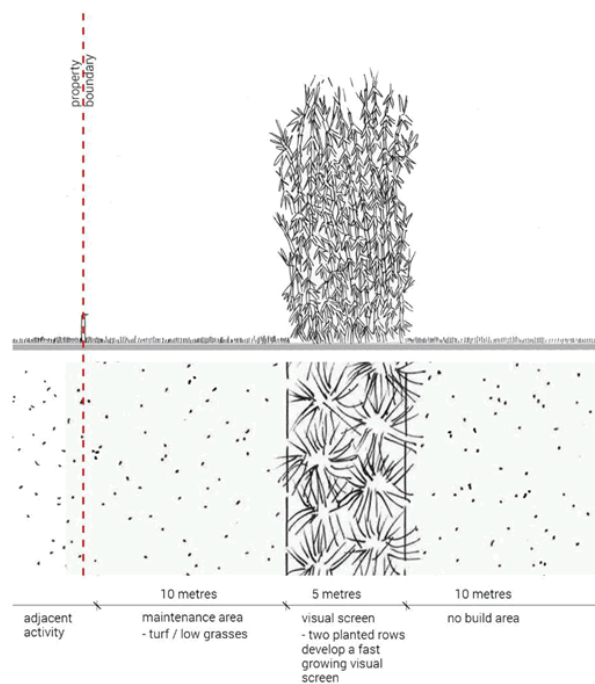 property
boundary
10 metres
5 metres
10 metres
adjacent
activity
maintenance area
- turf / low grasses
visual screen
- two planted rows
develop a fast
growing visual
screen
no build area